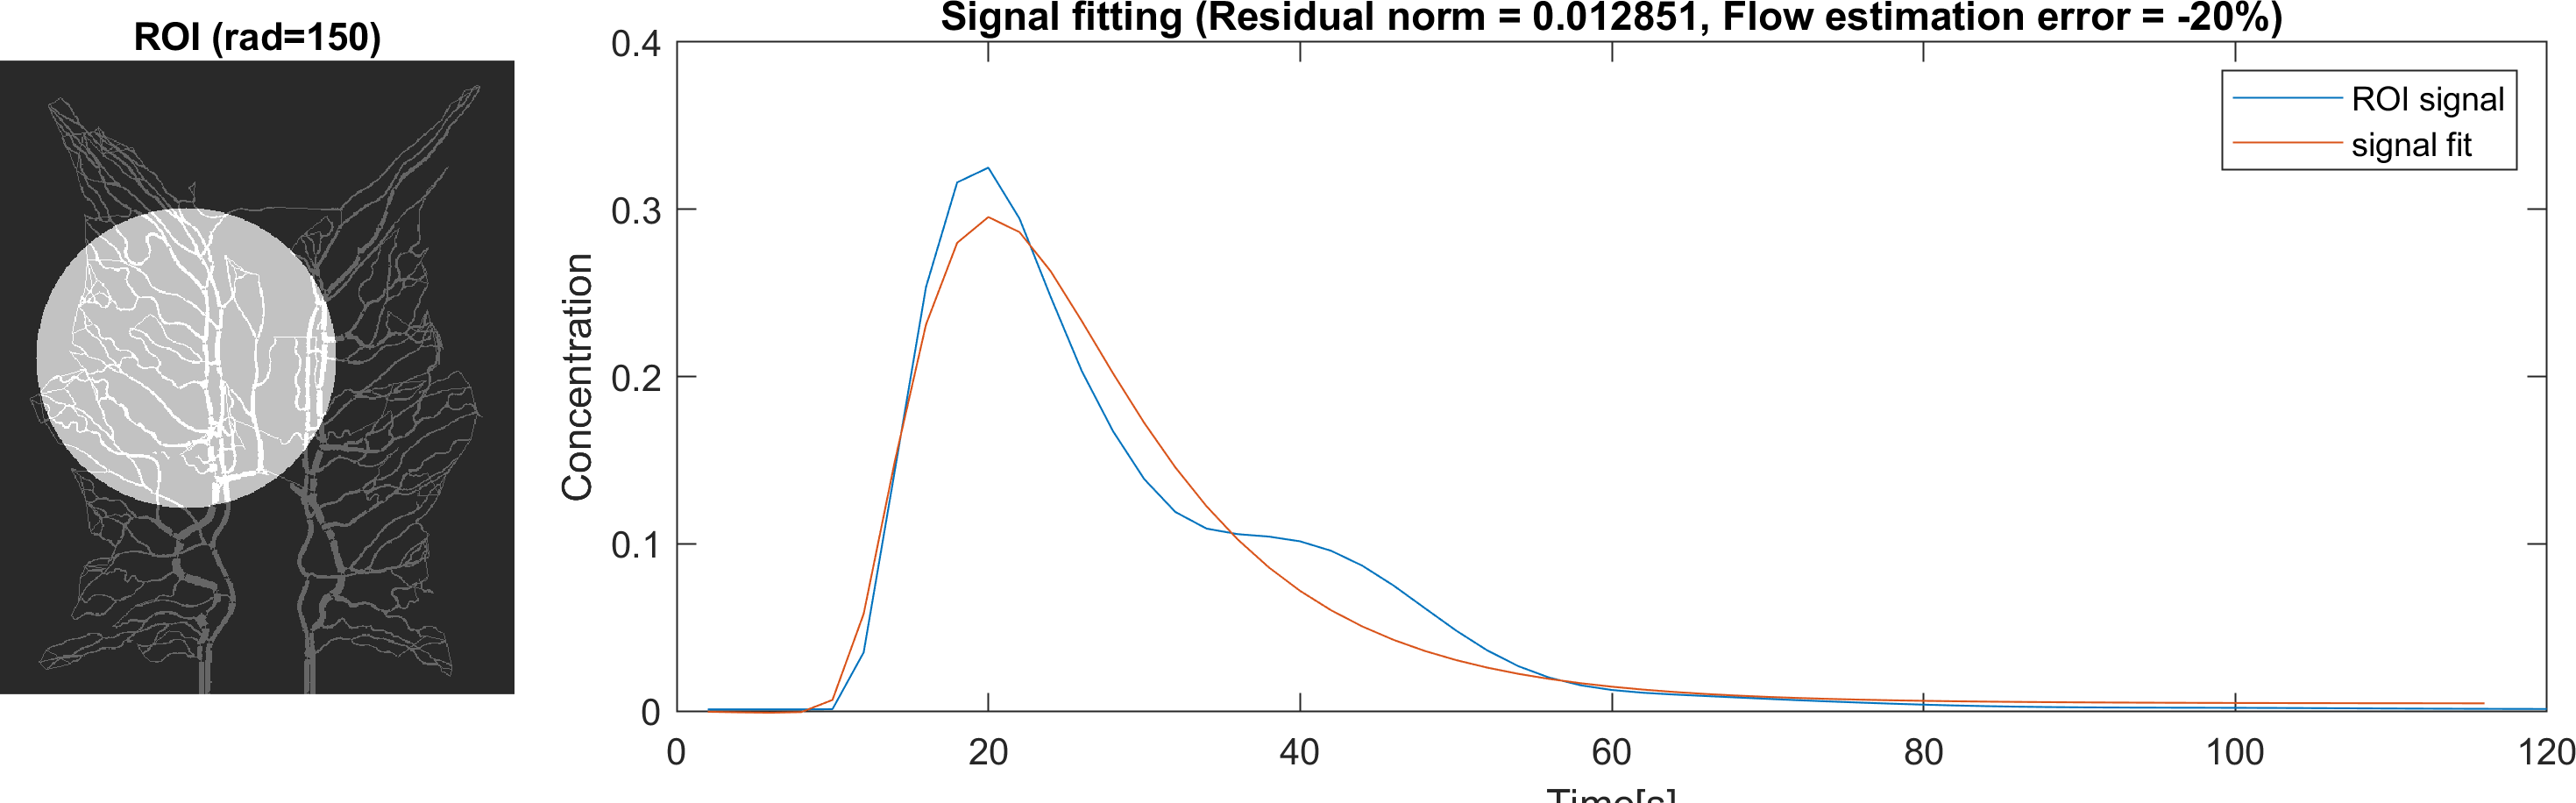 ROI (rad=150)
Signal fitting (Residual norm = 0.012851, Flow estimation error = -20%)
0.4
0.3
0.2
0.1
0
Concentration
ROI signal
signal fit
0 20 40 60 80 100 120
Time[s]